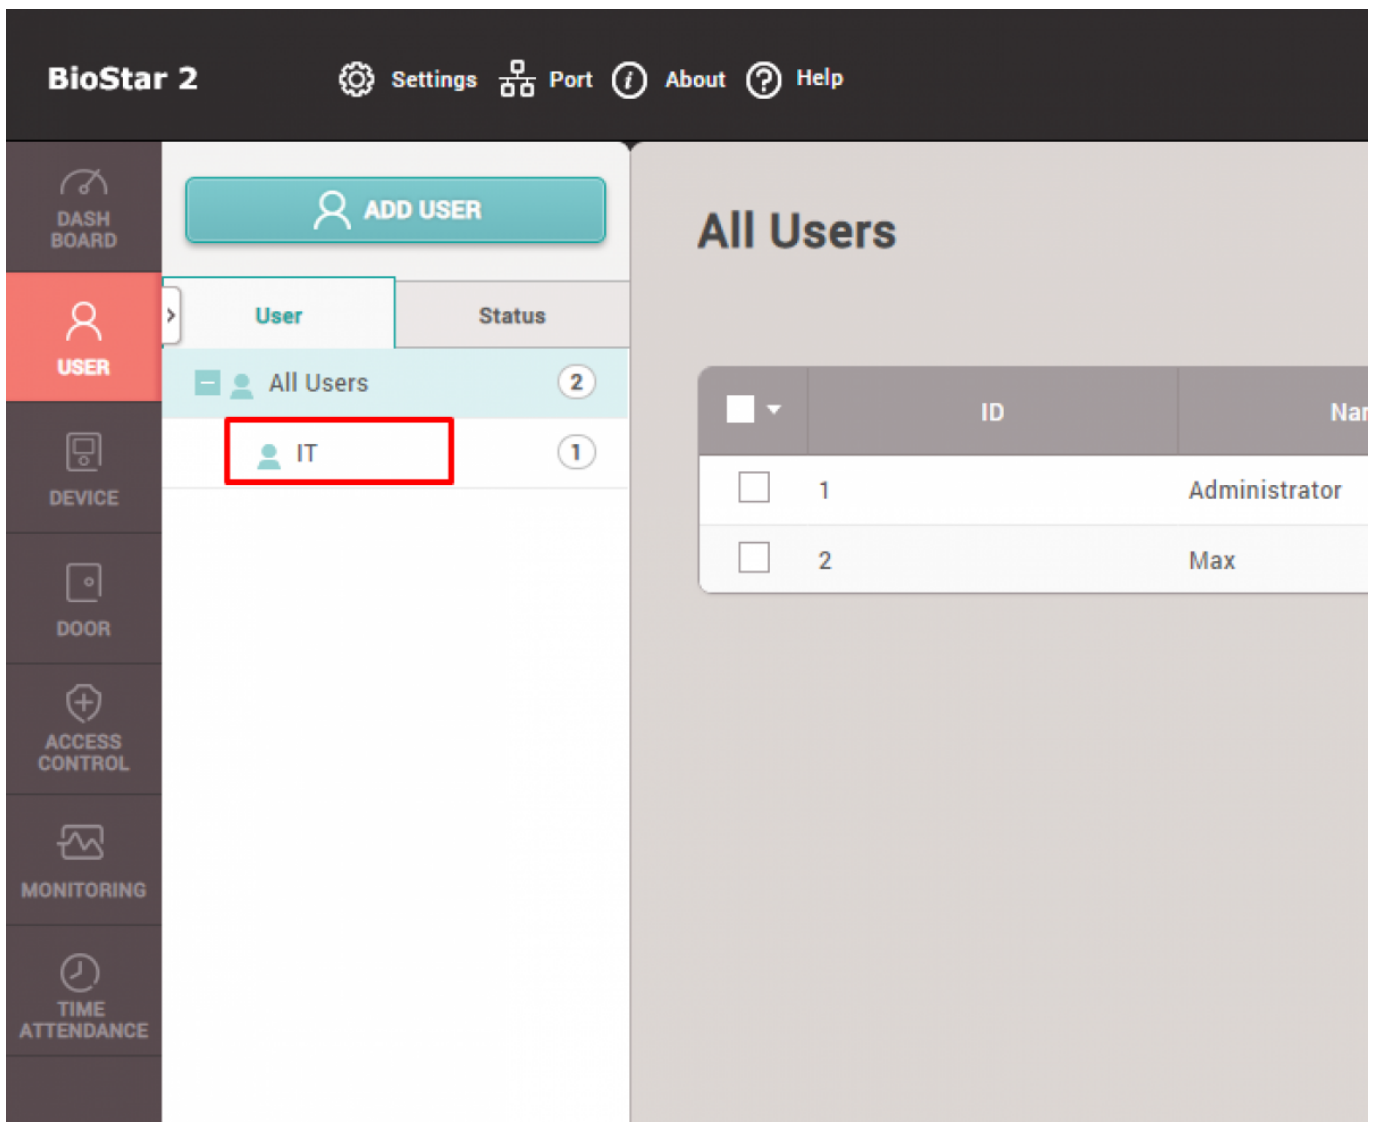 BioStar 2 Settings Port About Help
DASH
BOARD
USER
DEVICE
DOOR
ACCESS
CONTROL
MONITORING
TIME
ATTENDANCE
ADD USER
User Status
All Users 2
IT 1
All Users
ID Nar
1 Administrator
2 Max